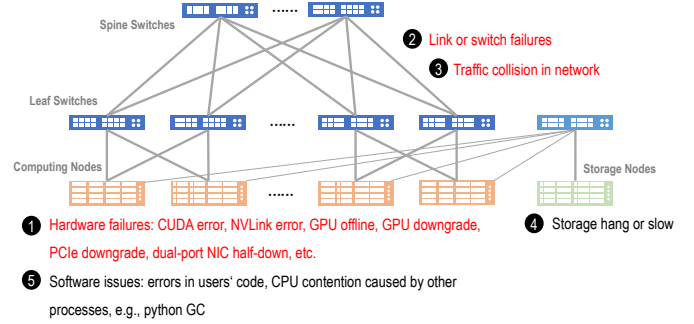 Spine Switches
......
2 Link or switch failures
3 Traffic collision in network
Leaf Switches
......
Computing Nodes
Storage Nodes
......
1 Hardware failures: CUDA error, NVLink error, GPU offline, GPU downgrade,
PCIe downgrade, dual-port NIC half-down, etc.
4 Storage hang or slow
5 Software issues: errors in users‘ code, CPU contention caused by other
processes, e.g., python GC